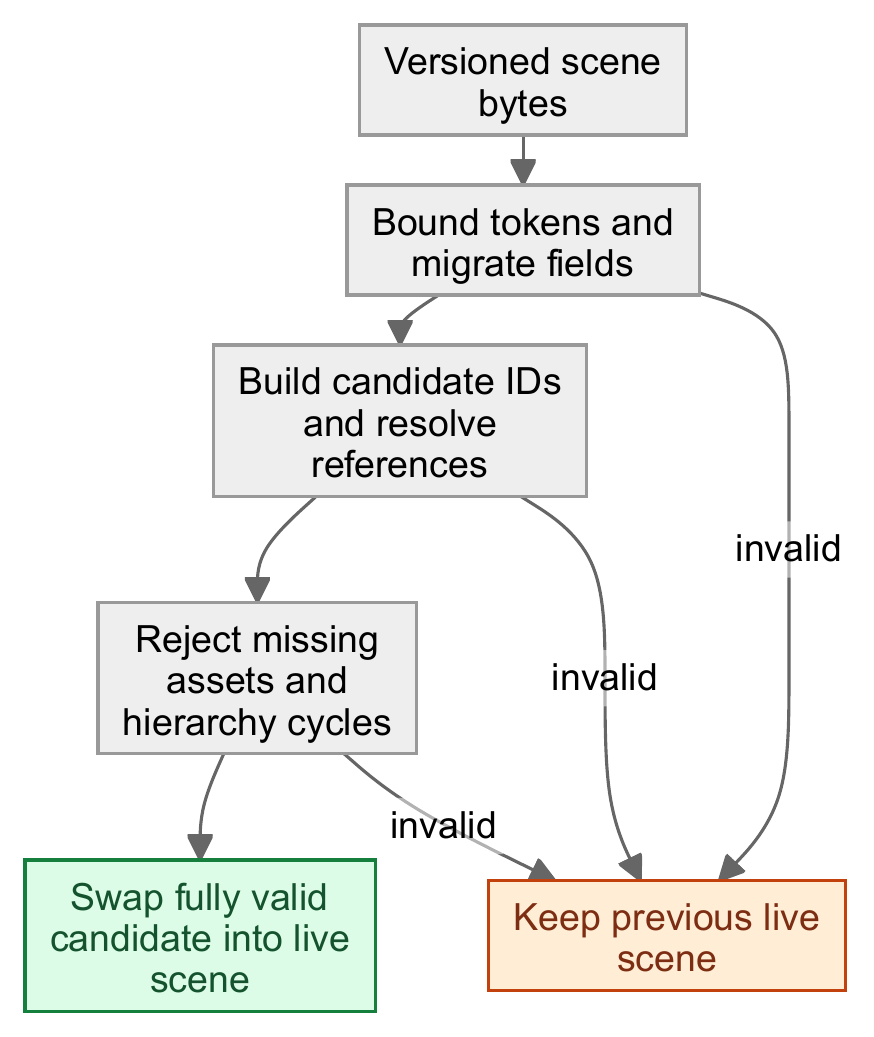 Versioned scene
bytes
Bound tokens and
migrate fields
Build candidate IDs
and resolve
references
invalid
Reject missing
assets and
hierarchy cycles
invalid
invalid
Swap fully valid
candidate into live
scene
Keep previous live
scene